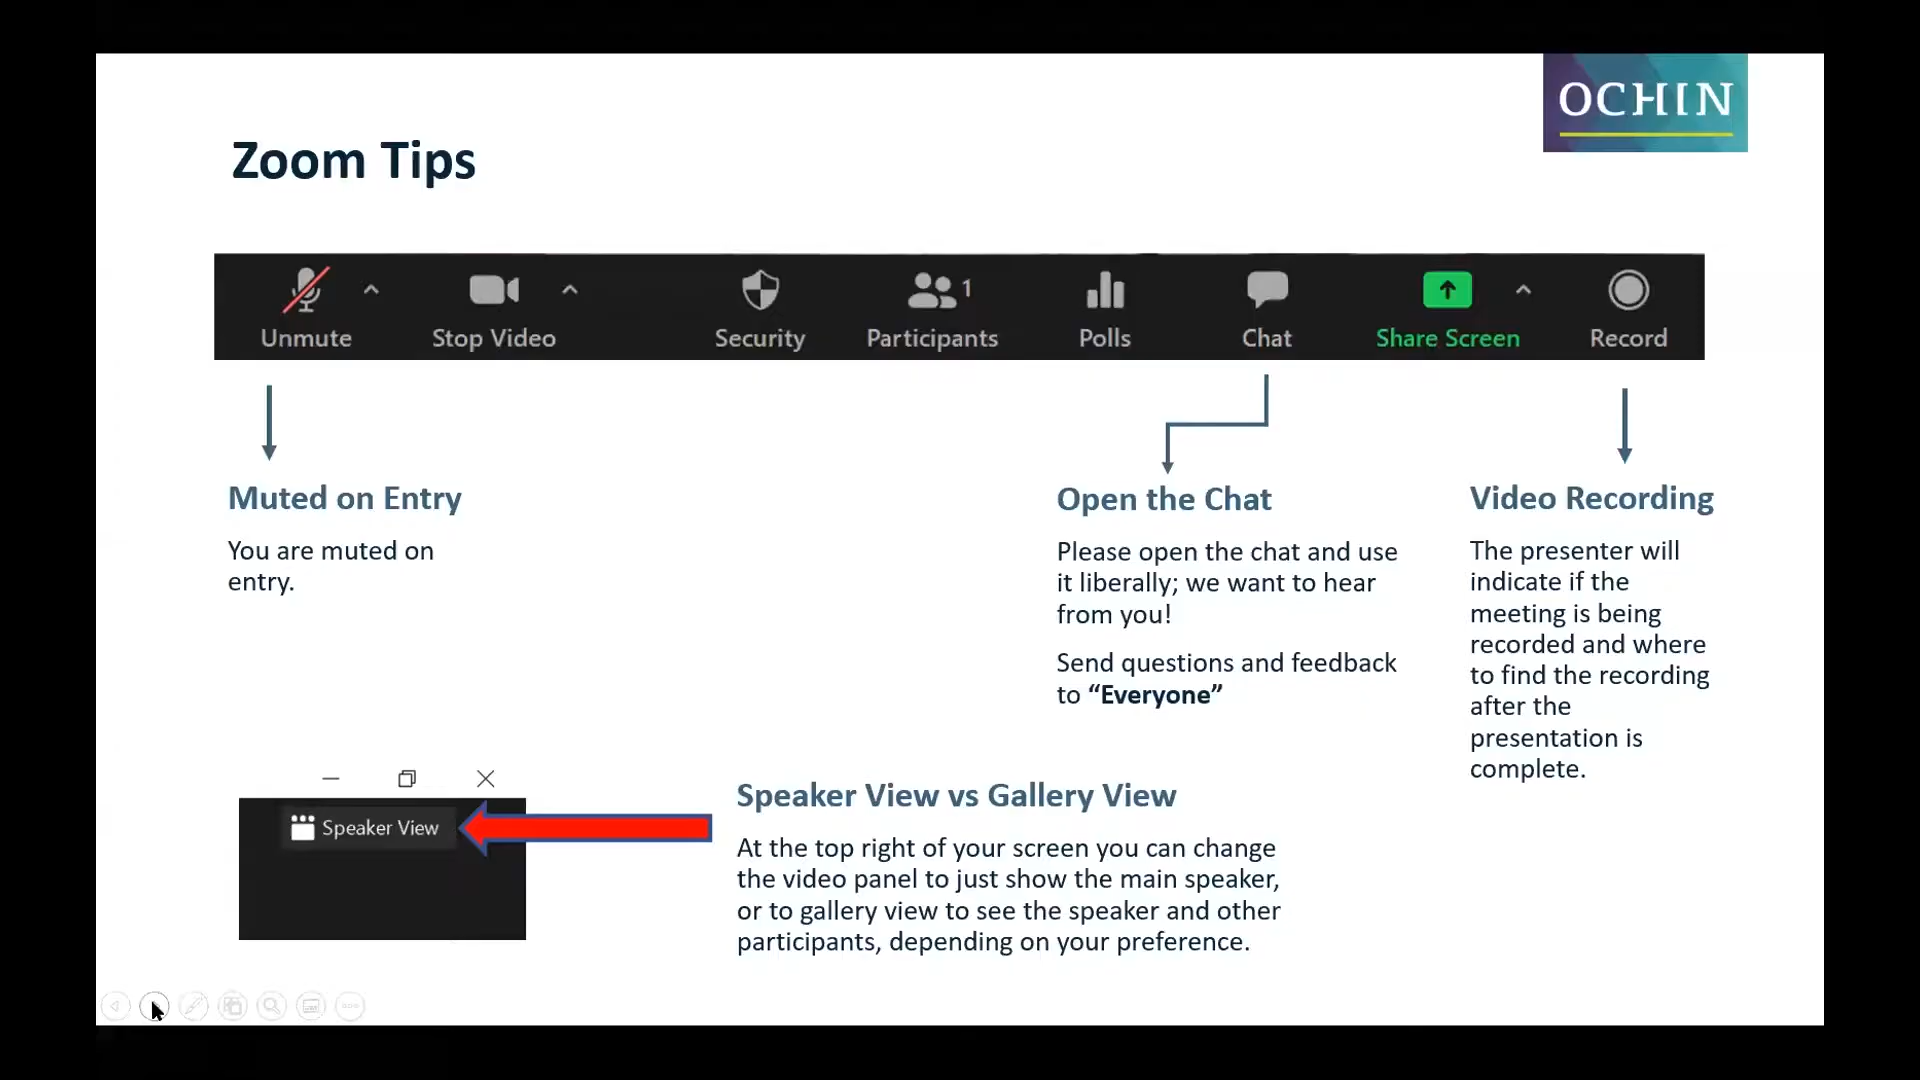 OCHIN
Zoom Tips
Unmute
Stop Video
Security
1
Participants
Polls
Chat
Share Screen
Record
Muted on Entry
You are muted on
entry.
Open the Chat
Please open the chat and use
it liberally; we want to hear
from you!
Send questions and feedback
to “Everyone”
Video Recording
The presenter will
indicate if the
meeting is being
recorded and where
to find the recording
after the
presentation is
complete.
Speaker View
Speaker View vs Gallery View
At the top right of your screen you can change
the video panel to just show the main speaker,
or to gallery view to see the speaker and other
participants, depending on your preference.